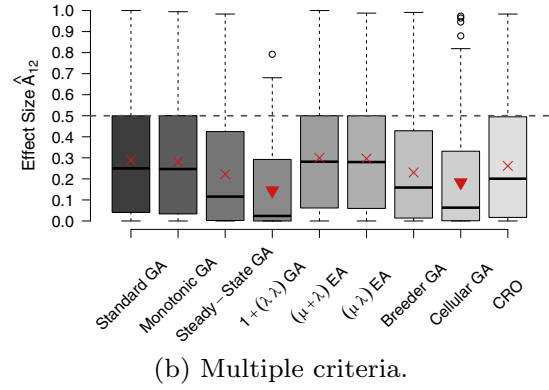 Effect Size Â₁₂
1.0
0.9
0.8
0.7
0.6
0.5
0.4
0.3
0.2
0.1
0.0
Standard GA
Monotonic GA
Steady − State GA
1 + (λ, λ) GA
(μ + λ) EA
(μ, λ) EA
Breeder GA
Cellular GA
CRO
(b) Multiple criteria.